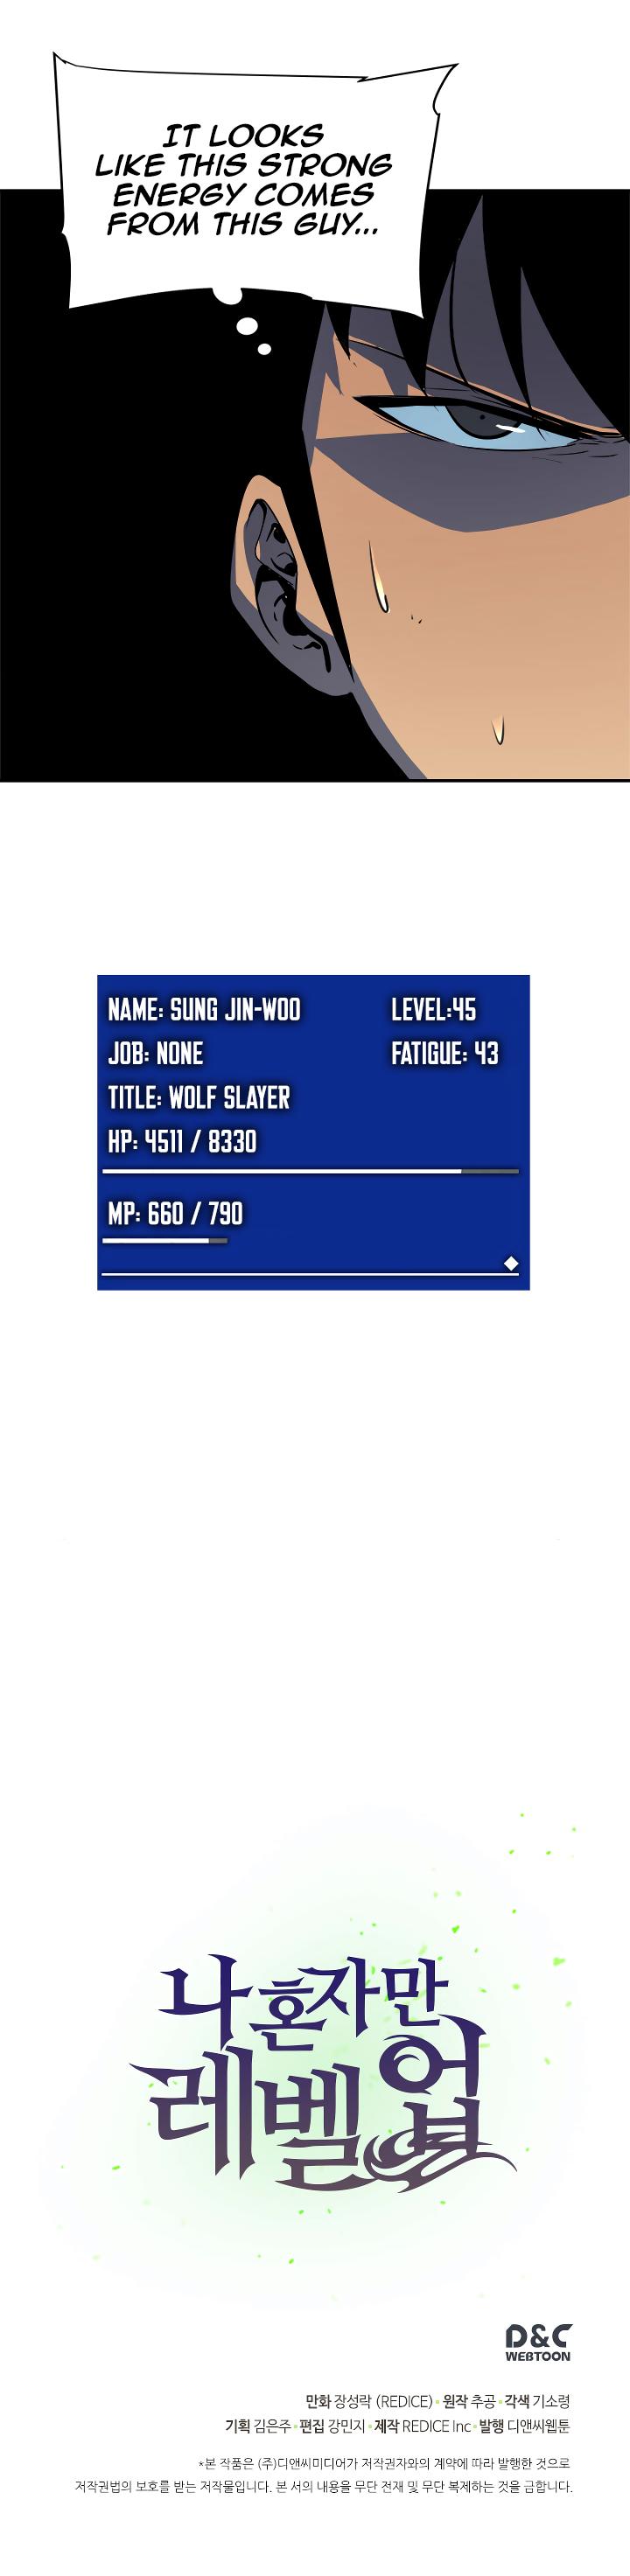 IT LOOKS
LIKE THIS STRONG
ENERGY COMES
FROM THIS GUY...
NAME: SUNG JIN-WOO LEVEL:45
JOB: NONE FATIGUE: 43
TITLE: WOLF SLAYER
HP: 4511 / 8330
MP: 660 / 790
나 혼자만
레벨업
D&C
WEBTOON
만화 장성락 (REDICE) • 원작 추공 • 각색 기소령
기획 김은주 • 편집 강민지 • 제작 REDICE Inc • 발행 디앤씨웹툰
*본 작품은 (주)디앤씨미디어가 저작권자와의 계약에 따라 발행한 것으로
저작권법의 보호를 받는 저작물입니다. 본 서의 내용을 무단 전재 및 무단 복제하는 것을 금합니다.